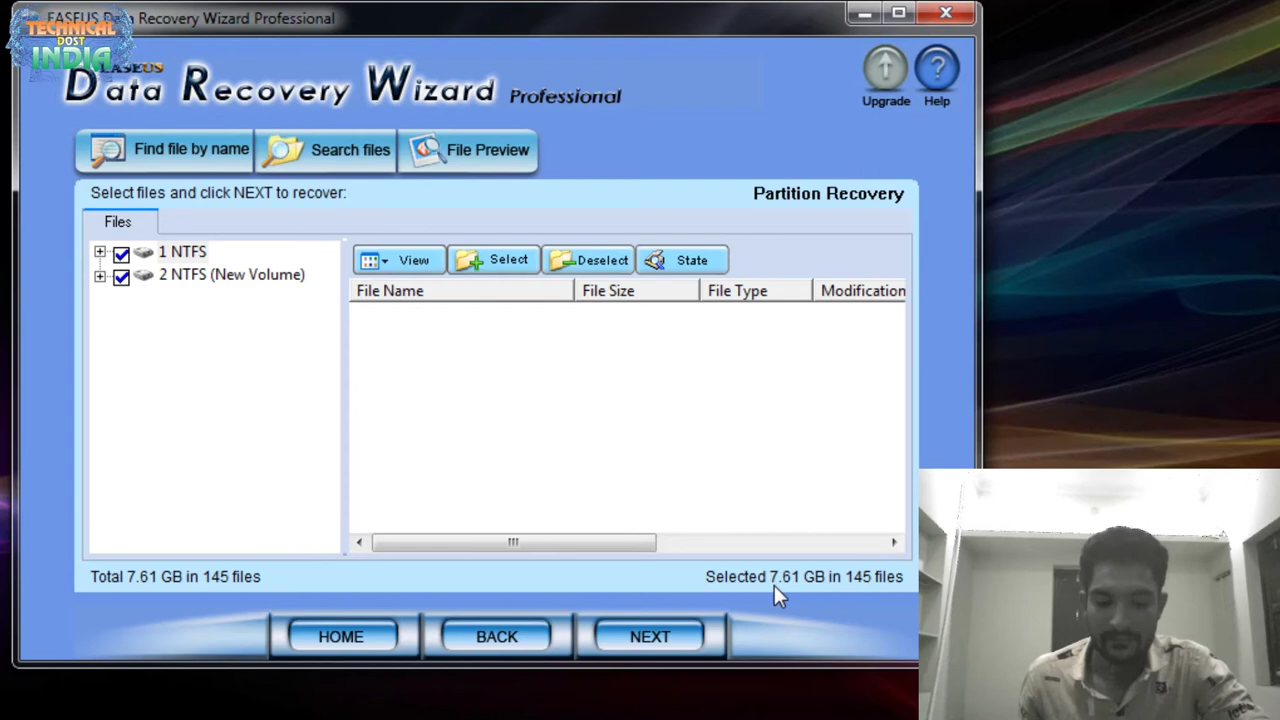 EASEUS Data Recovery Wizard Professional
TECHNICAL
DOST
INDIA
EASEUS
Data Recovery Wizard Professional
Upgrade
Help
Find file by name
Search files
File Preview
Select files and click NEXT to recover:
Partition Recovery
Files
1 NTFS
2 NTFS (New Volume)
View
Select
Deselect
State
File Name
File Size
File Type
Modification
Total 7.61 GB in 145 files
Selected 7.61 GB in 145 files
HOME
BACK
NEXT